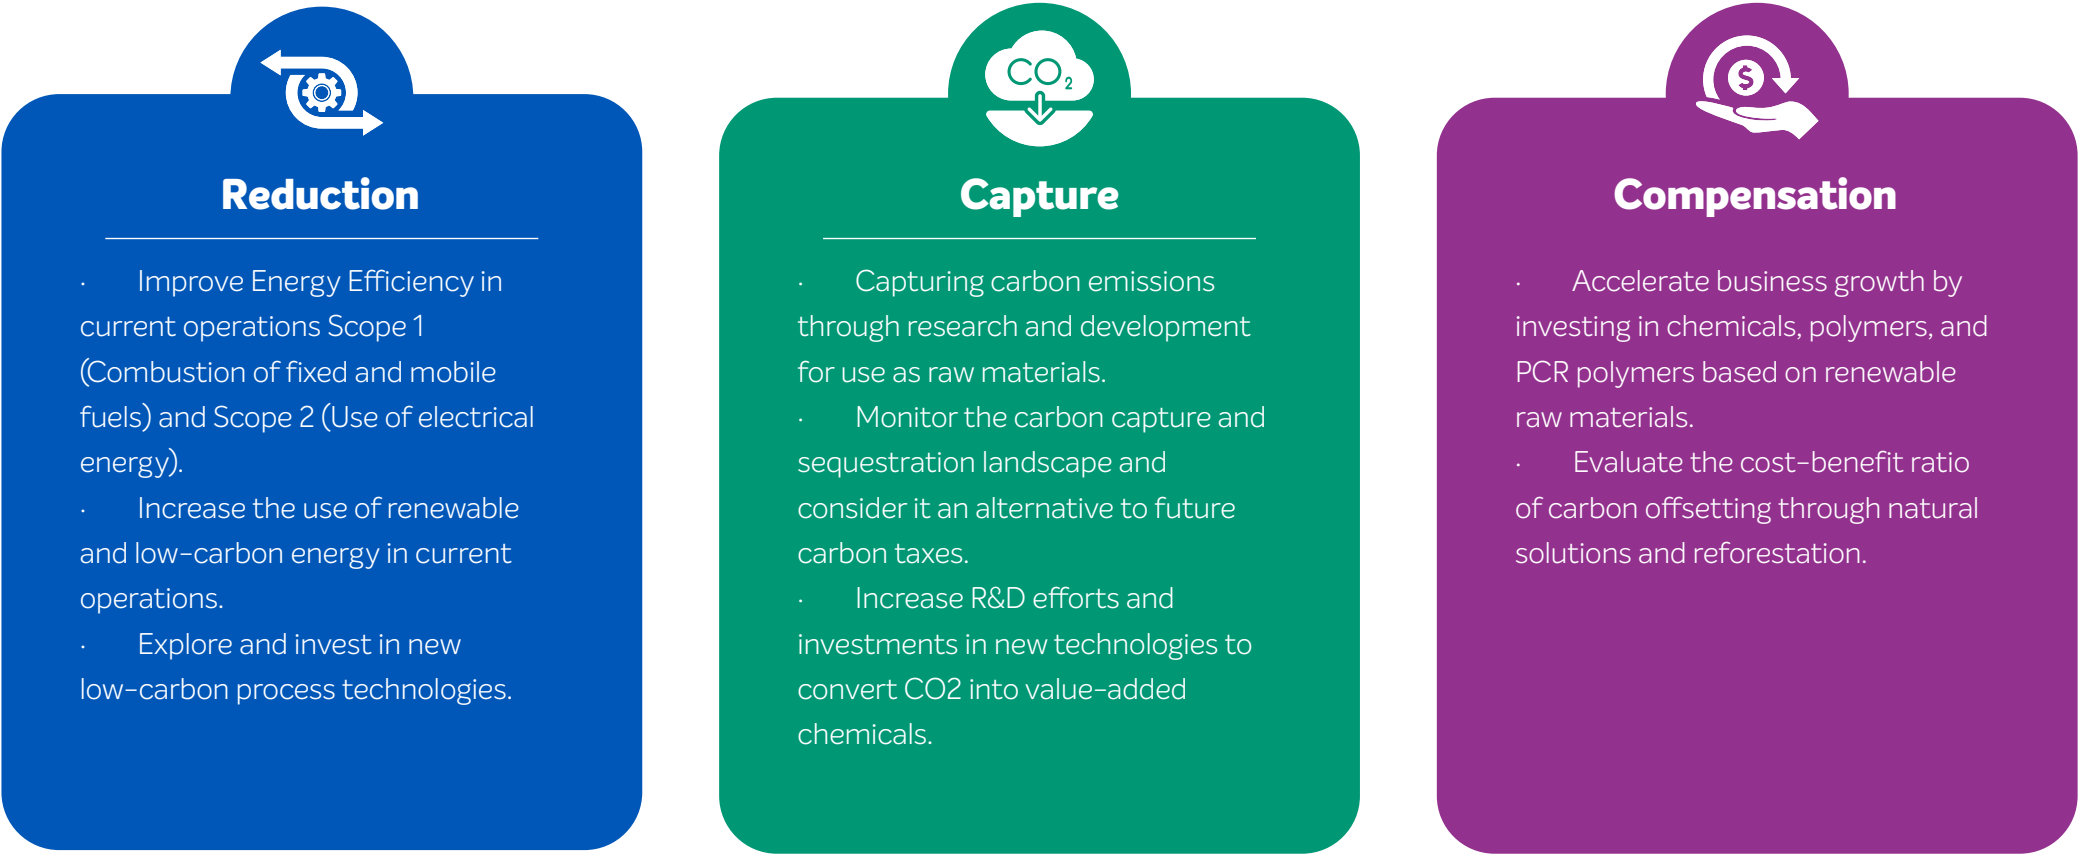 Reduction
· Improve Energy Efficiency in
current operations Scope 1
(Combustion of fixed and mobile
fuels) and Scope 2 (Use of electrical
energy).
· Increase the use of renewable
and low-carbon energy in current
operations.
· Explore and invest in new
low-carbon process technologies.
CO2
Capture
· Capturing carbon emissions
through research and development
for use as raw materials.
· Monitor the carbon capture and
sequestration landscape and
consider it an alternative to future
carbon taxes.
· Increase R&D efforts and
investments in new technologies to
convert CO2 into value-added
chemicals.
$
Compensation
· Accelerate business growth by
investing in chemicals, polymers, and
PCR polymers based on renewable
raw materials.
· Evaluate the cost-benefit ratio
of carbon offsetting through natural
solutions and reforestation.